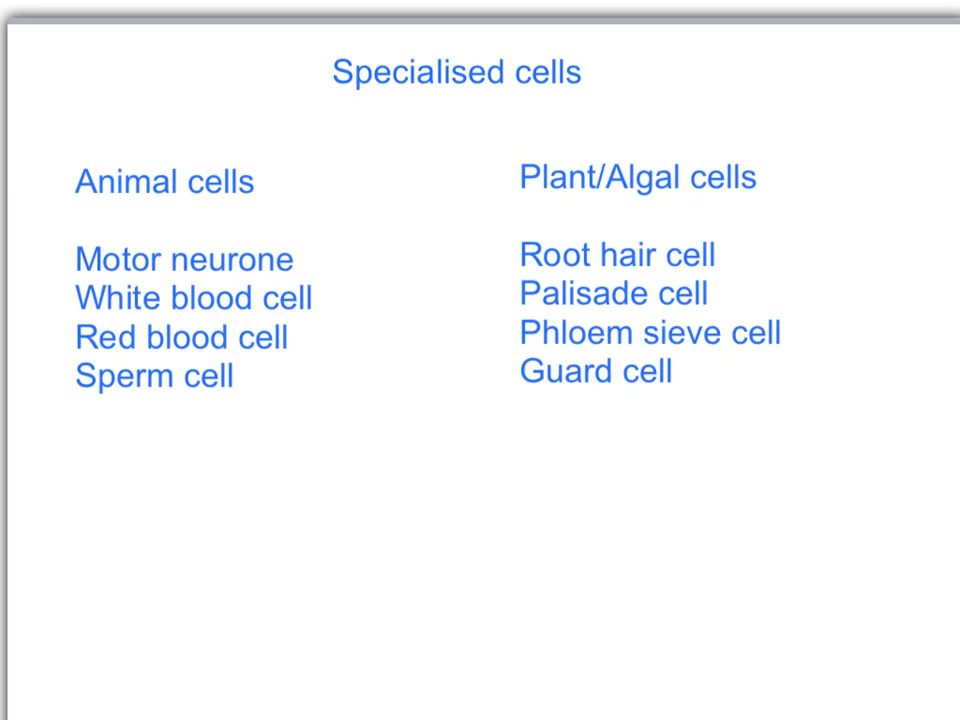 Specialised cells
Animal cells
Motor neurone
White blood cell
Red blood cell
Sperm cell
Plant/Algal cells
Root hair cell
Palisade cell
Phloem sieve cell
Guard cell